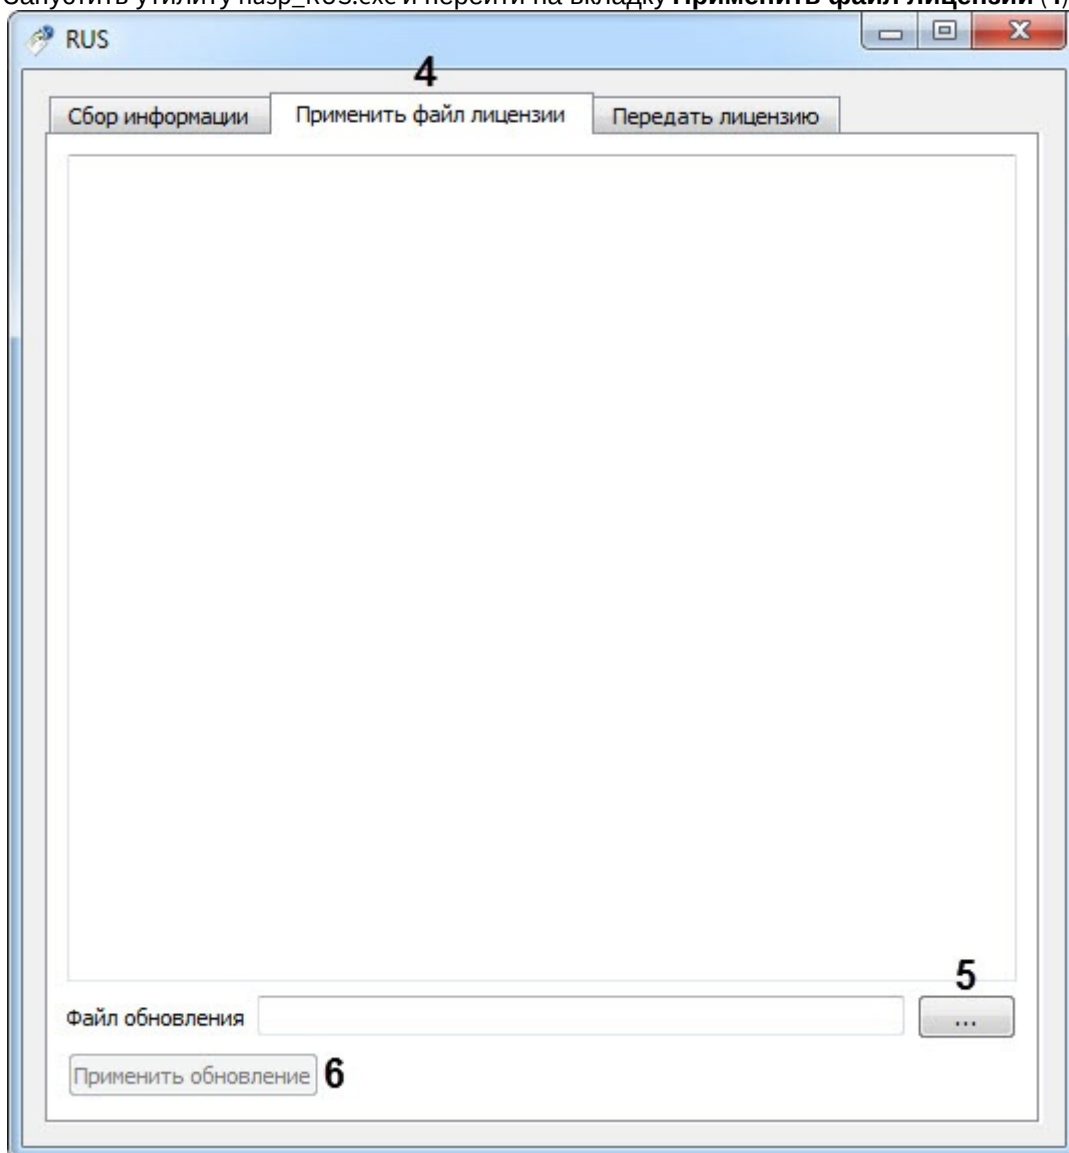 Запустить утилиту hasp_RUS.exe и перейти на вкладку Применить файл лицензии (4)
RUS
4
Сбор информации Применить файл лицензии Передать лицензию
5
Файл обновления ...
Применить обновление 6